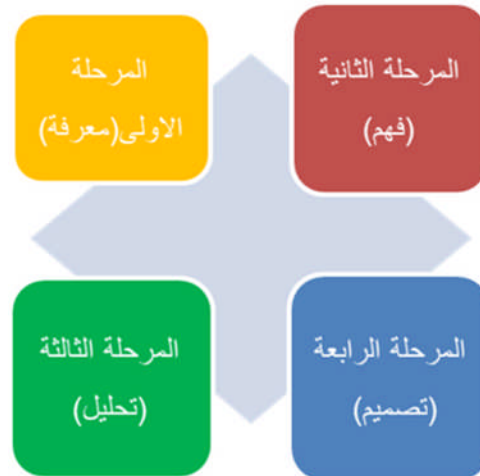 المرحلة
الاولى(معرفة)
المرحلة الثانية
(فهم)
المرحلة الثالثة
(تحليل)
المرحلة الرابعة
(تصميم)